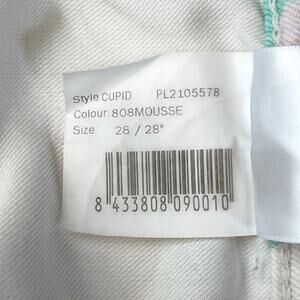 Style CUPID PL2105578
Colour: 808MOUSSE
Size: 28 / 28"
8 433808 090010